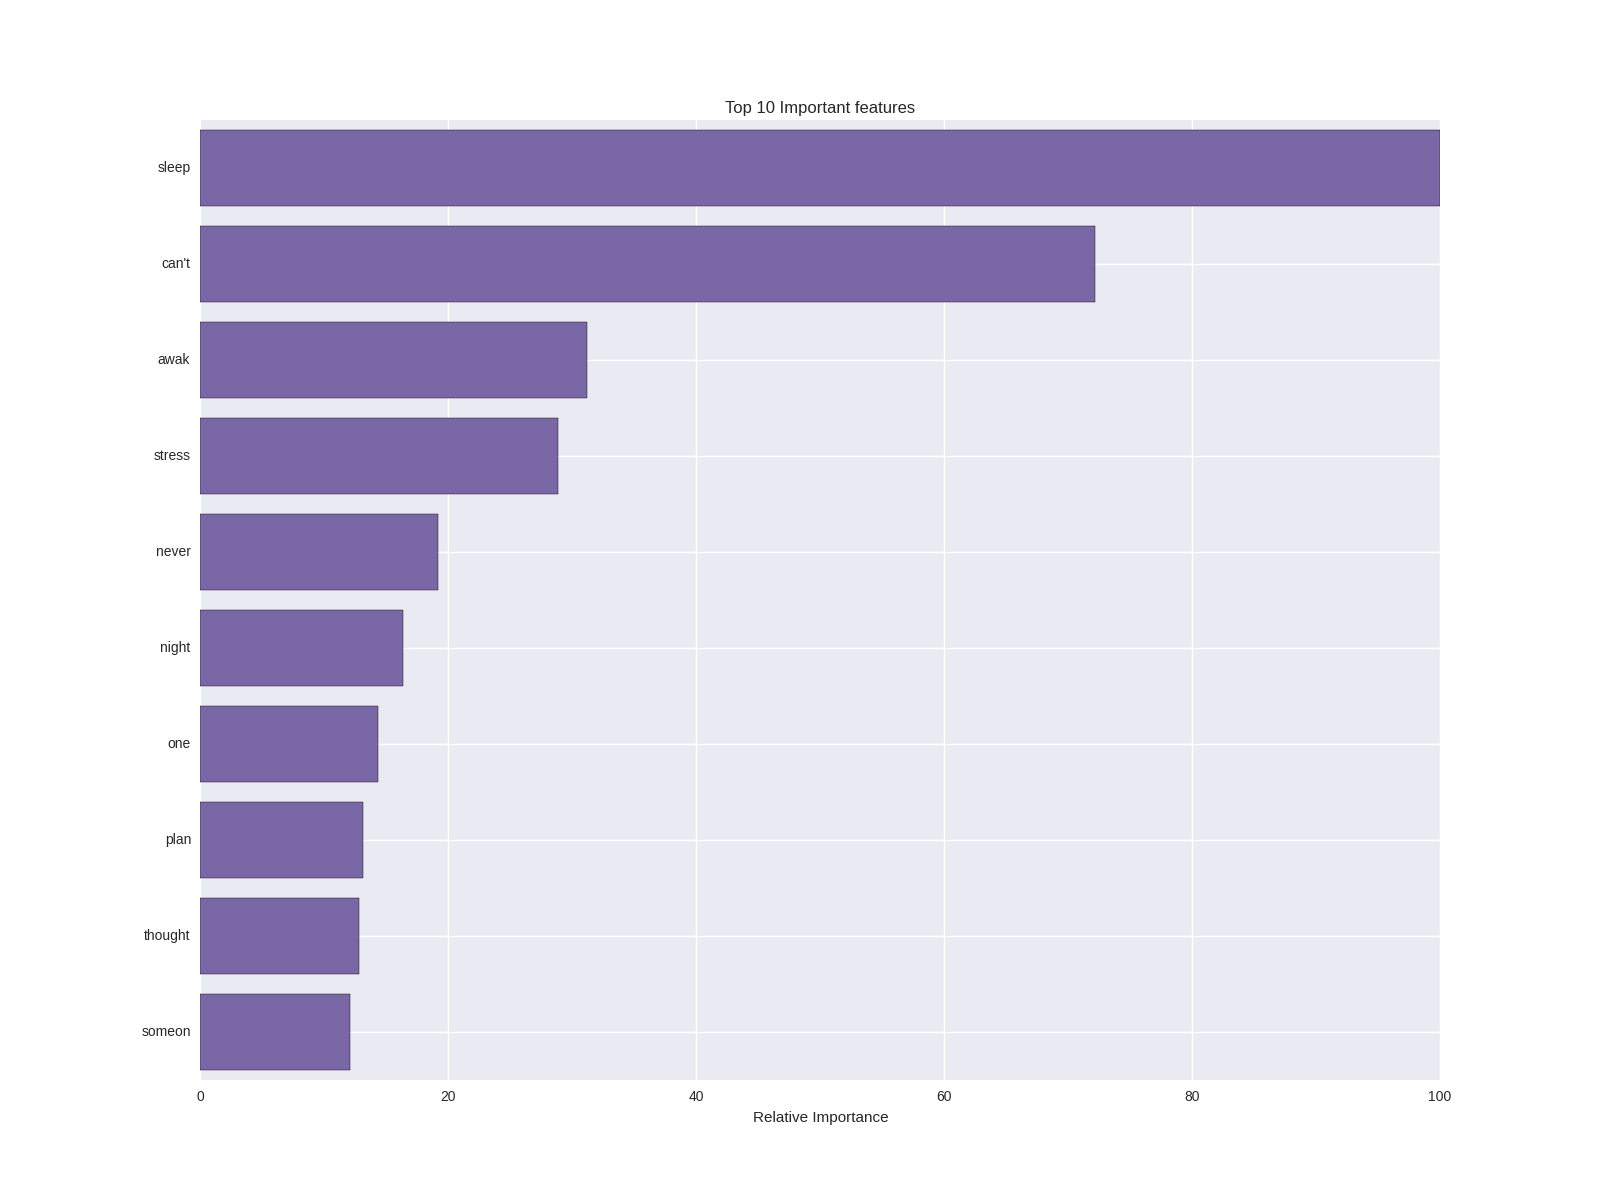 Top 10 Important features
sleep
can't
awak
stress
never
night
one
plan
thought
someon
0 20 40 60 80 100
Relative Importance